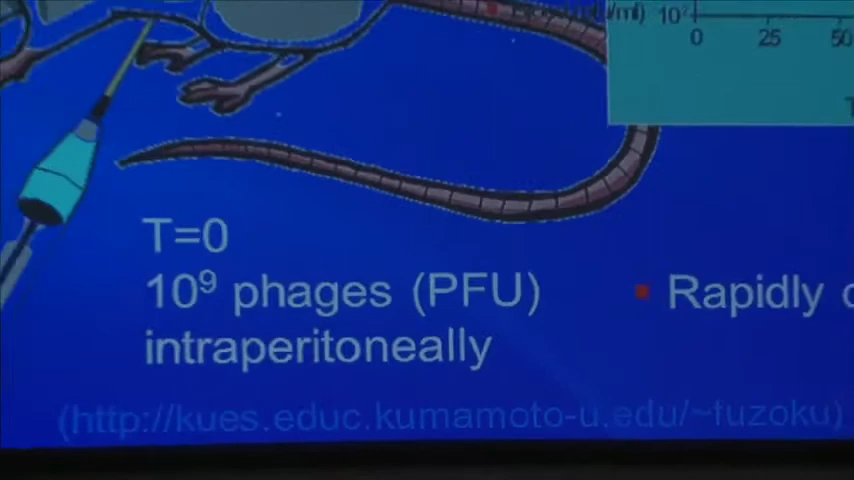 10²
0 25 50
T=0
10⁹ phages (PFU)
intraperitoneally
Rapidly
(http://kues.educ.kumamoto-u.edu/~fuzoku)